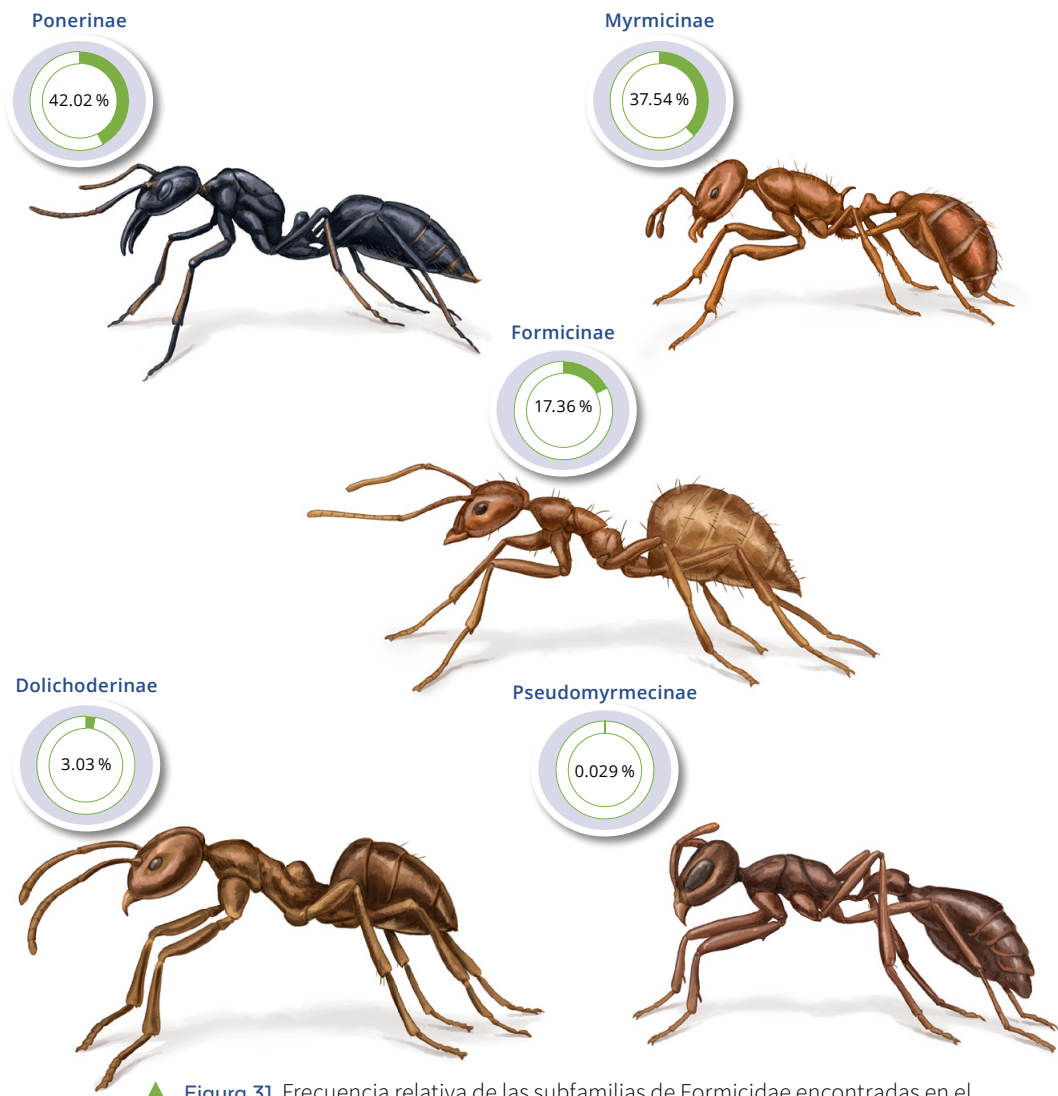 Ponerinae
42.02 %
Myrmicinae
37.54 %
Formicinae
17.36 %
Dolichoderinae
3.03 %
Pseudomyrmecinae
0.029 %
Figura 31. Frecuencia relativa de las subfamilias de Formicidae encontradas en el